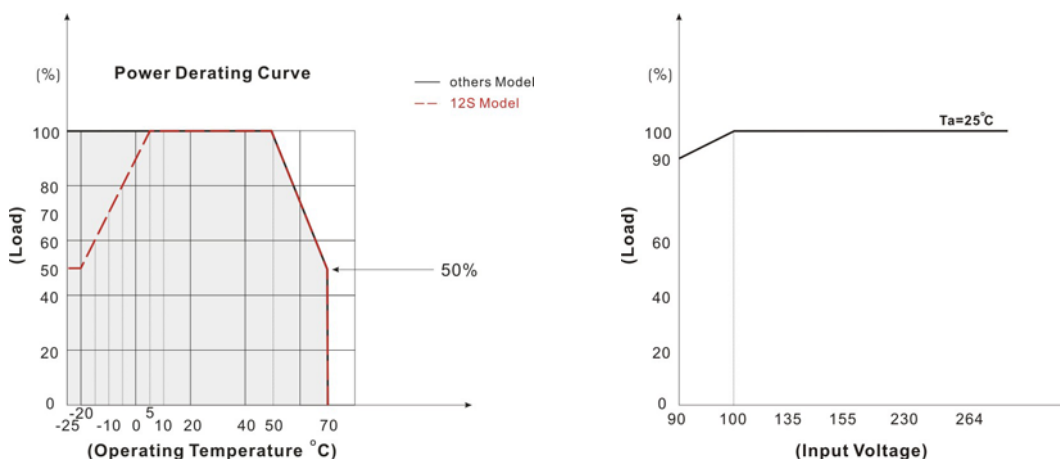 (%)
Power Derating Curve
others Model
12S Model
100
80
70
60
50
40
20
0
(Load)
50%
-25 -20 -10 0 5 10 20 40 50 70
(Operating Temperature °C)
(%)
Ta=25°C
100
90
60
40
20
0
(Load)
90 100 135 155 230 264
(Input Voltage)